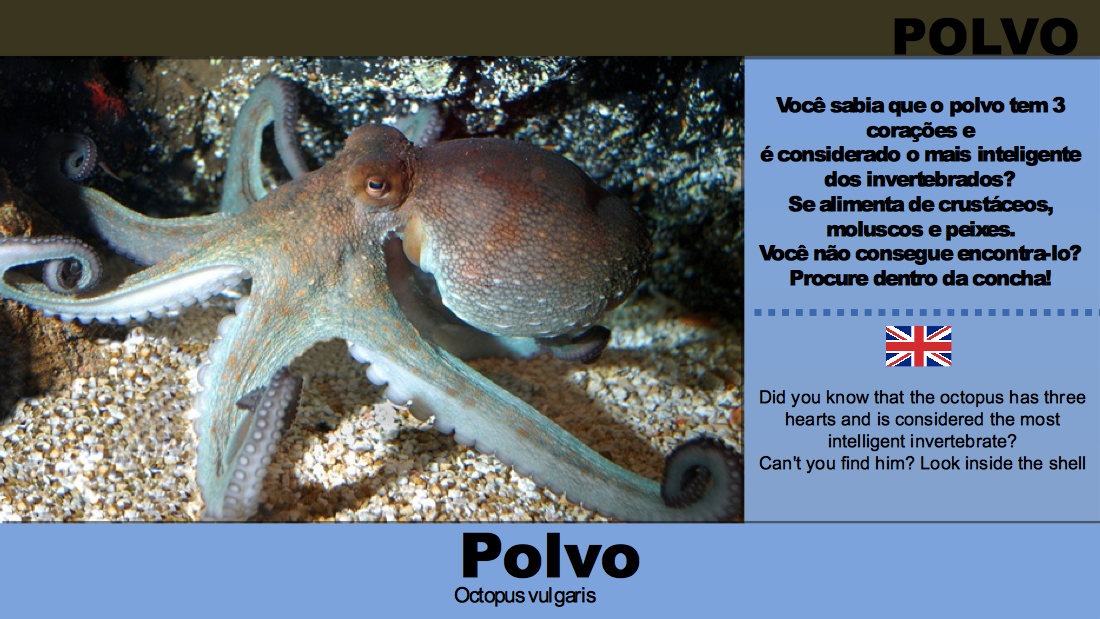 POLVO
Você sabia que o polvo tem 3
corações e
é considerado o mais inteligente
dos invertebrados?
Se alimenta de crustáceos,
moluscos e peixes.
Você não consegue encontra-lo?
Procure dentro da concha!
Did you know that the octopus has three
hearts and is considered the most
intelligent invertebrate?
Can't you find him? Look inside the shell
Polvo
Octopus vulgaris